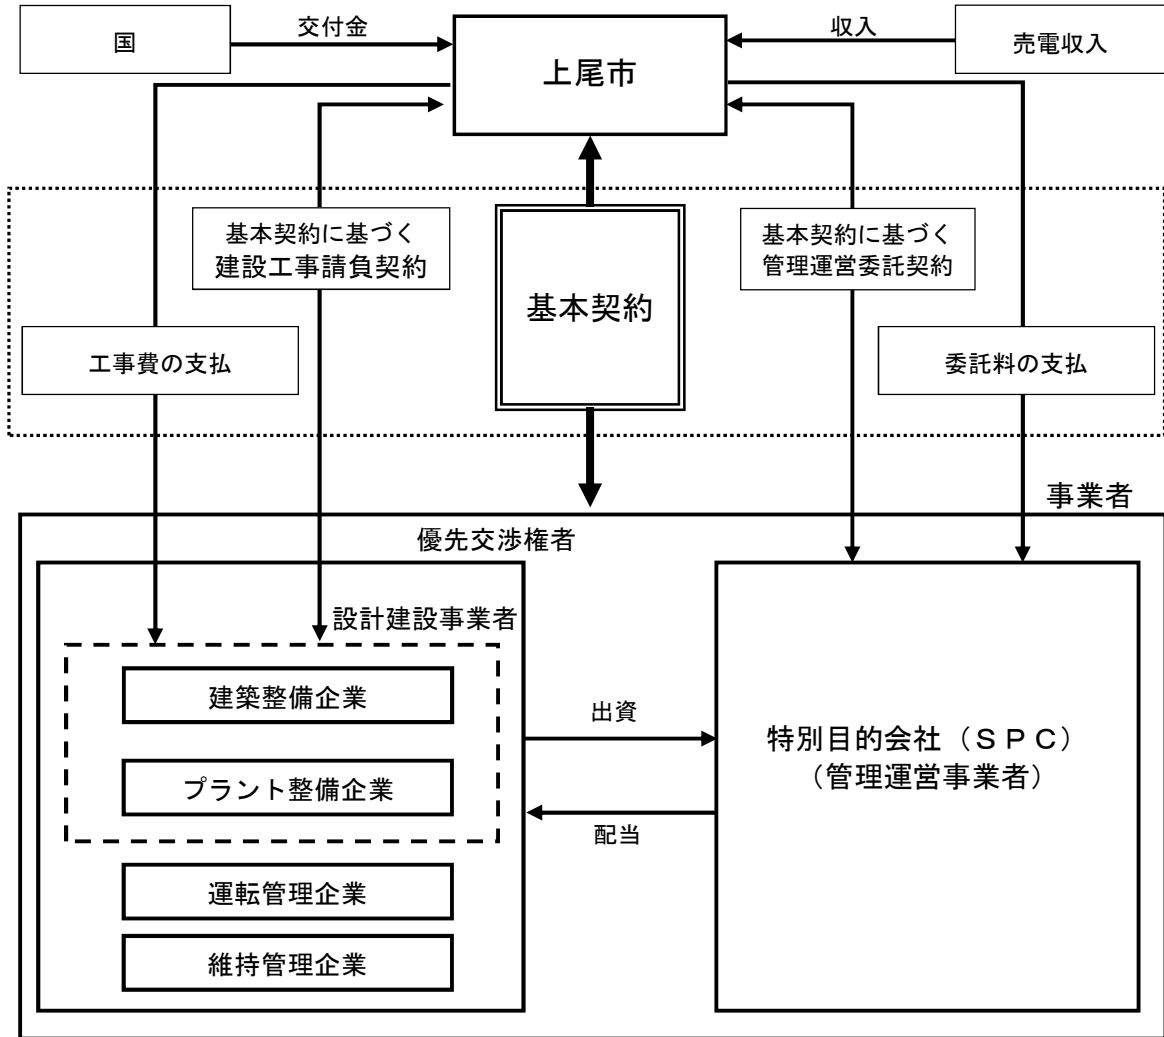 国
交付金
上尾市
収入
売電収入
基本契約に基づく
建設工事請負契約
基本契約
基本契約に基づく
管理運営委託契約
工事費の支払
委託料の支払
事業者
優先交渉権者
設計建設事業者
建築整備企業
プラント整備企業
運転管理企業
維持管理企業
出資
配当
特別目的会社（ＳＰＣ）
（管理運営事業者）